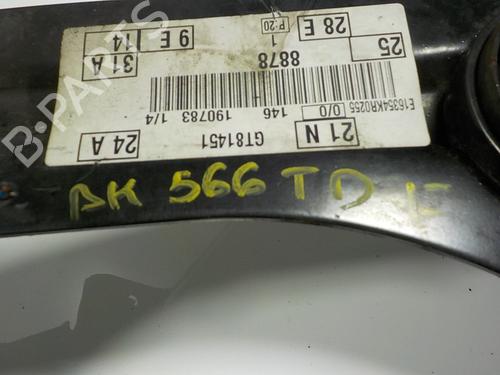 21 N
24 A
GT81451
0/0
146
190783 1/4
E16354KR0255
8878
25
1
28 E
P:20
9 E
31 A
14
BK 566 TD E
B-PARTS